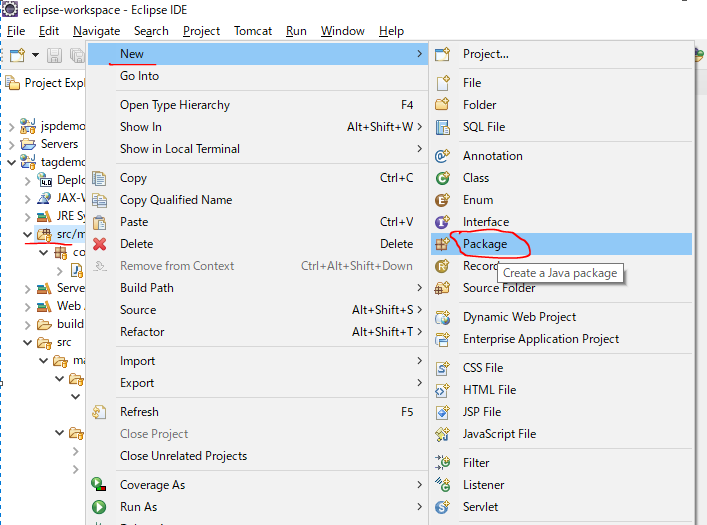 eclipse-workspace - Eclipse IDE
File Edit Navigate Search Project Tomcat Run Window Help
Project Expl
jspdemo
Servers
tagdemo
Deplo
JAX-W
JRE Sy
src/m
co
J
Serve
Web A
build
src
ma
New
Go Into
Open Type Hierarchy F4
Show In Alt+Shift+W
Show in Local Terminal
Copy Ctrl+C
Copy Qualified Name
Paste Ctrl+V
Delete Delete
Remove from Context Ctrl+Alt+Shift+Down
Build Path
Source Alt+Shift+S
Refactor Alt+Shift+T
Import
Export
Refresh F5
Close Project
Close Unrelated Projects
Coverage As
Run As
Project...
File
Folder
SQL File
Annotation
Class
Enum
Interface
Package
Record
Create a Java package
Source Folder
Dynamic Web Project
Enterprise Application Project
CSS File
HTML File
JSP File
JavaScript File
Filter
Listener
Servlet